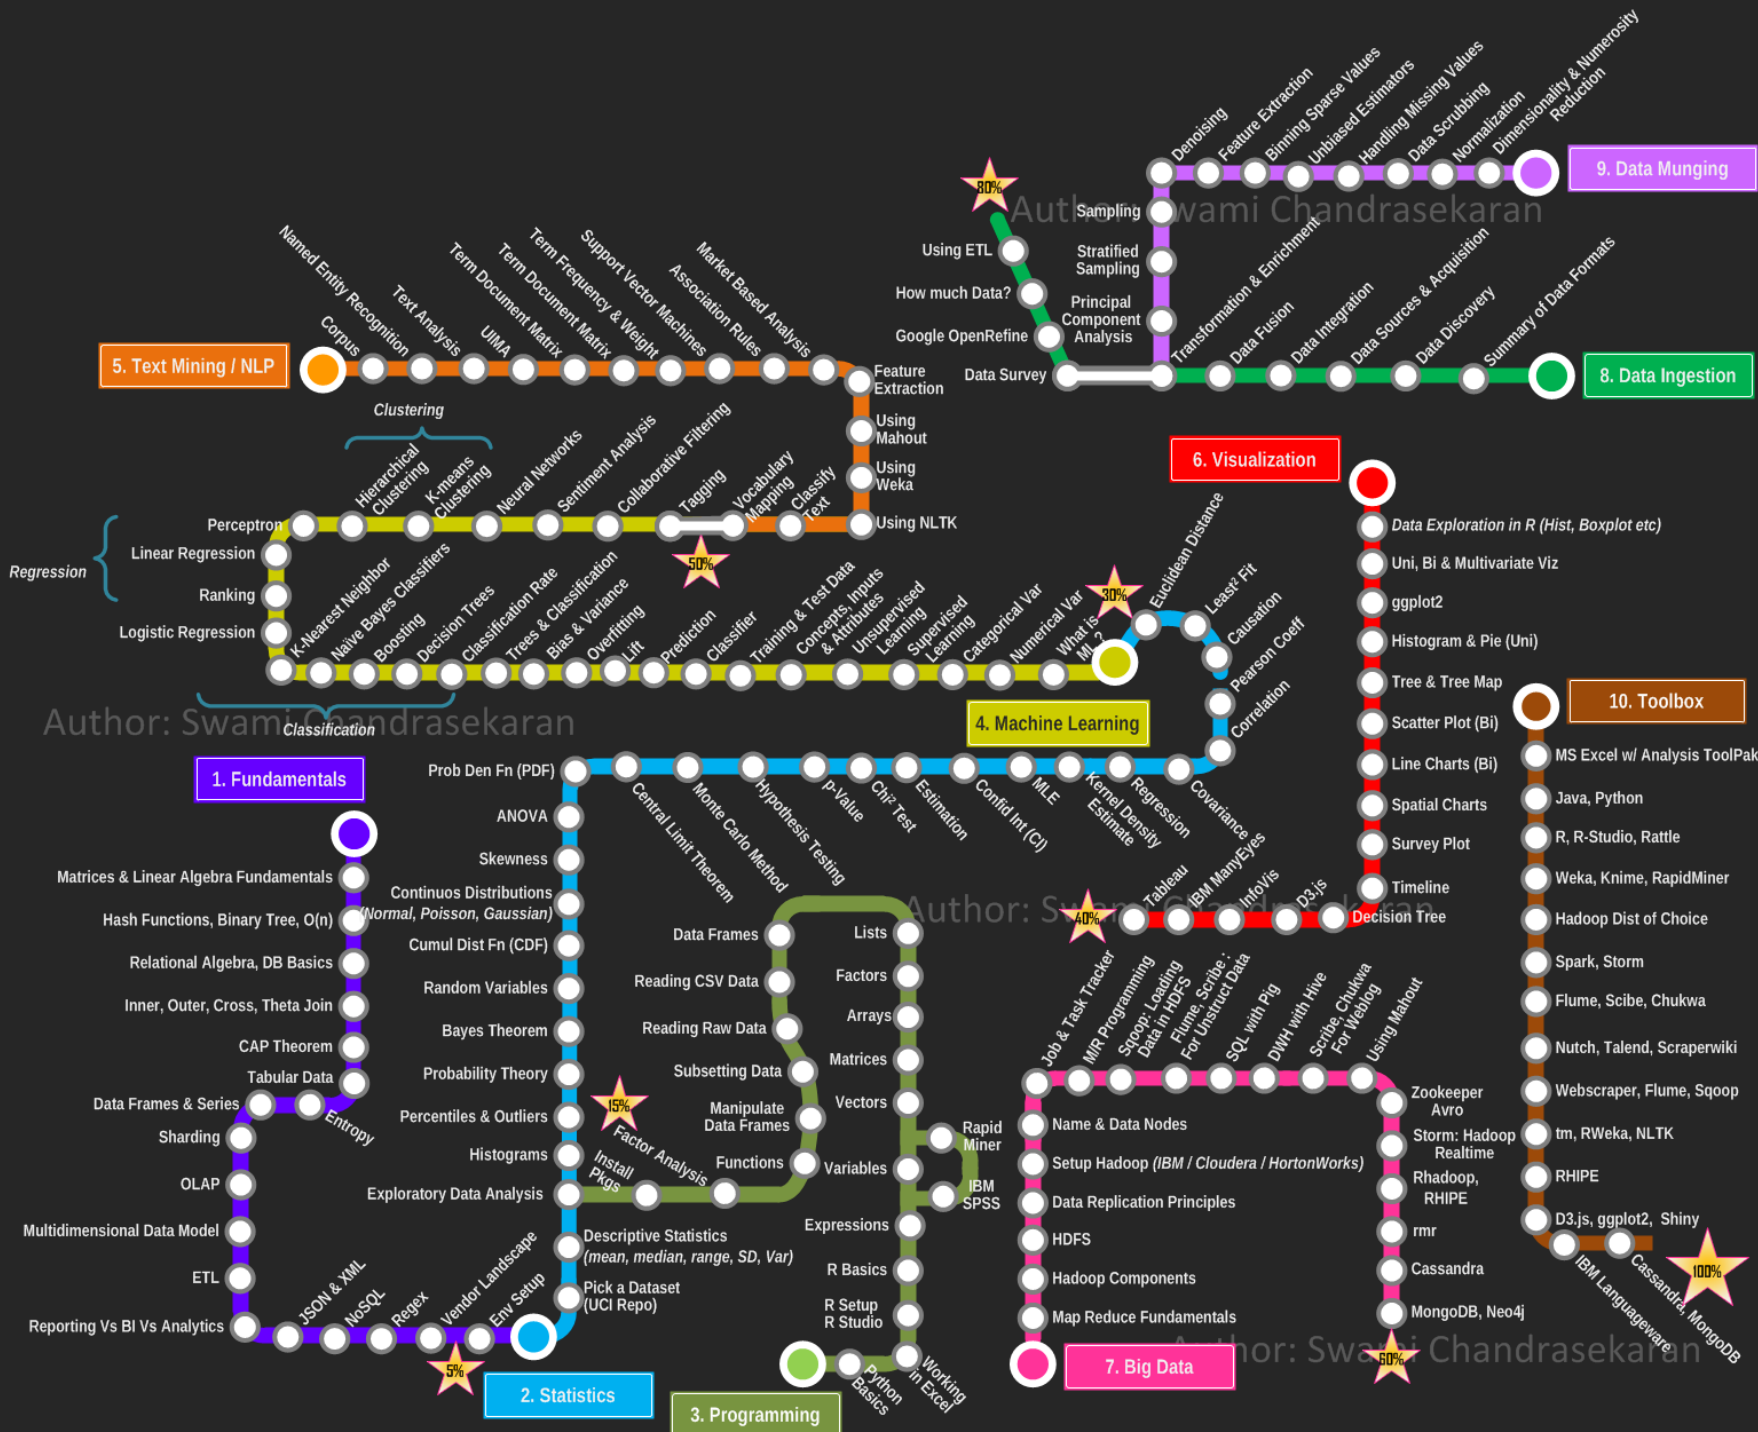 1. Fundamentals
Matrices & Linear Algebra Fundamentals
Hash Functions, Binary Tree, O(n)
Relational Algebra, DB Basics
Inner, Outer, Cross, Theta Join
CAP Theorem
Tabular Data
Entropy
Data Frames & Series
Sharding
OLAP
Multidimensional Data Model
ETL
Reporting Vs BI Vs Analytics
JSON & XML
NoSQL
Regex
Vendor Landscape
Env Setup
5%
2. Statistics
Pick a Dataset
(UCI Repo)
Descriptive Statistics
(mean, median, range, SD, Var)
Exploratory Data Analysis
Histograms
Percentiles & Outliers
Probability Theory
Bayes Theorem
Random Variables
Cumul Dist Fn (CDF)
Continuos Distributions
(Normal, Poisson, Gaussian)
Skewness
ANOVA
Prob Den Fn (PDF)
Central Limit Theorem
Monte Carlo Method
Hypothesis Testing
p-Value
Chi² Test
Estimation
Confid Int (CI)
MLE
Kernel Density
Estimate
Regression
Covariance
Correlation
Pearson Coeff
Causation
Least² Fit
Euclidean Distance
30%
3. Programming
Python
Basics
Working
in Excel
R Setup
R Studio
R Basics
Expressions
IBM
SPSS
Rapid
Miner
Variables
Vectors
Matrices
Arrays
Factors
Lists
Data Frames
Reading CSV Data
Reading Raw Data
Subsetting Data
Manipulate
Data Frames
Functions
Factor Analysis
Install
Pkgs
15%
4. Machine Learning
What is
ML?
Numerical Var
Categorical Var
Supervised
Learning
Unsupervised
Learning
Concepts, Inputs
& Attributes
Training & Test Data
Classifier
Prediction
Lift
Overfitting
Bias & Variance
Trees & Classification
Classification Rate
Decision Trees
Boosting
Naïve Bayes Classifiers
K-Nearest Neighbor
Classification
Logistic Regression
Ranking
Linear Regression
Perceptron
Regression
Clustering
Hierarchical
Clustering
K-means
Clustering
Neural Networks
Sentiment Analysis
Collaborative Filtering
Tagging
50%
5. Text Mining / NLP
Corpus
Named Entity Recognition
Text Analysis
UIMA
Term Document Matrix
Term Document Matrix
Term Frequency & Weight
Support Vector Machines
Association Rules
Market Based Analysis
Feature
Extraction
Using
Mahout
Using
Weka
Using NLTK
Classify
Text
Vocabulary
Mapping
6. Visualization
Data Exploration in R (Hist, Boxplot etc)
Uni, Bi & Multivariate Viz
ggplot2
Histogram & Pie (Uni)
Tree & Tree Map
Scatter Plot (Bi)
Line Charts (Bi)
Spatial Charts
Survey Plot
Timeline
Decision Tree
D3.js
InfoVis
IBM ManyEyes
Tableau
40%
7. Big Data
Map Reduce Fundamentals
Hadoop Components
HDFS
Data Replication Principles
Setup Hadoop (IBM / Cloudera / HortonWorks)
Name & Data Nodes
Job & Task Tracker
M/R Programming
Sqoop: Loading
Data in HDFS
Flume, Scribe :
For Unstruct Data
SQL with Pig
DWH with Hive
Scribe, Chukwa
For Weblog
Using Mahout
Zookeeper
Avro
Storm: Hadoop
Realtime
Rhadoop,
RHIPE
rmr
Cassandra
MongoDB, Neo4j
60%
8. Data Ingestion
Summary of Data Formats
Data Discovery
Data Sources & Acquisition
Data Integration
Data Fusion
Transformation & Enrichment
Data Survey
Google OpenRefine
How much Data?
Using ETL
80%
9. Data Munging
Dimensionality & Numerosity
Reduction
Normalization
Data Scrubbing
Handling Missing Values
Unbiased Estimators
Binning Sparse Values
Feature Extraction
Denoising
Sampling
Stratified
Sampling
Principal
Component
Analysis
10. Toolbox
MS Excel w/ Analysis ToolPak
Java, Python
R, R-Studio, Rattle
Weka, Knime, RapidMiner
Hadoop Dist of Choice
Spark, Storm
Flume, Scibe, Chukwa
Nutch, Talend, Scraperwiki
Webscraper, Flume, Sqoop
tm, RWeka, NLTK
RHIPE
D3.js, ggplot2, Shiny
IBM Languageware
Cassandra, MongoDB
100%
Author: Swami Chandrasekaran
Author: Swami Chandrasekaran
Author: Swami Chandrasekaran
Author: Swami Chandrasekaran